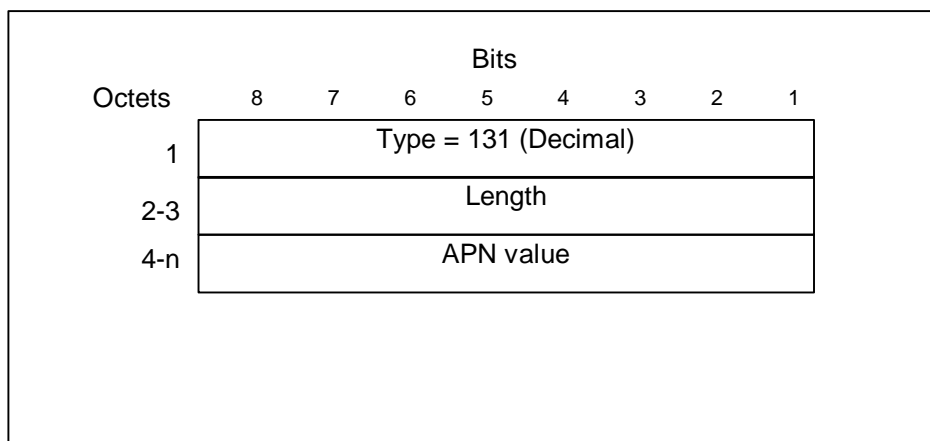 Bits
Octets 8 7 6 5 4 3 2 1
1 Type = 131 (Decimal)
2-3 Length
4-n APN value